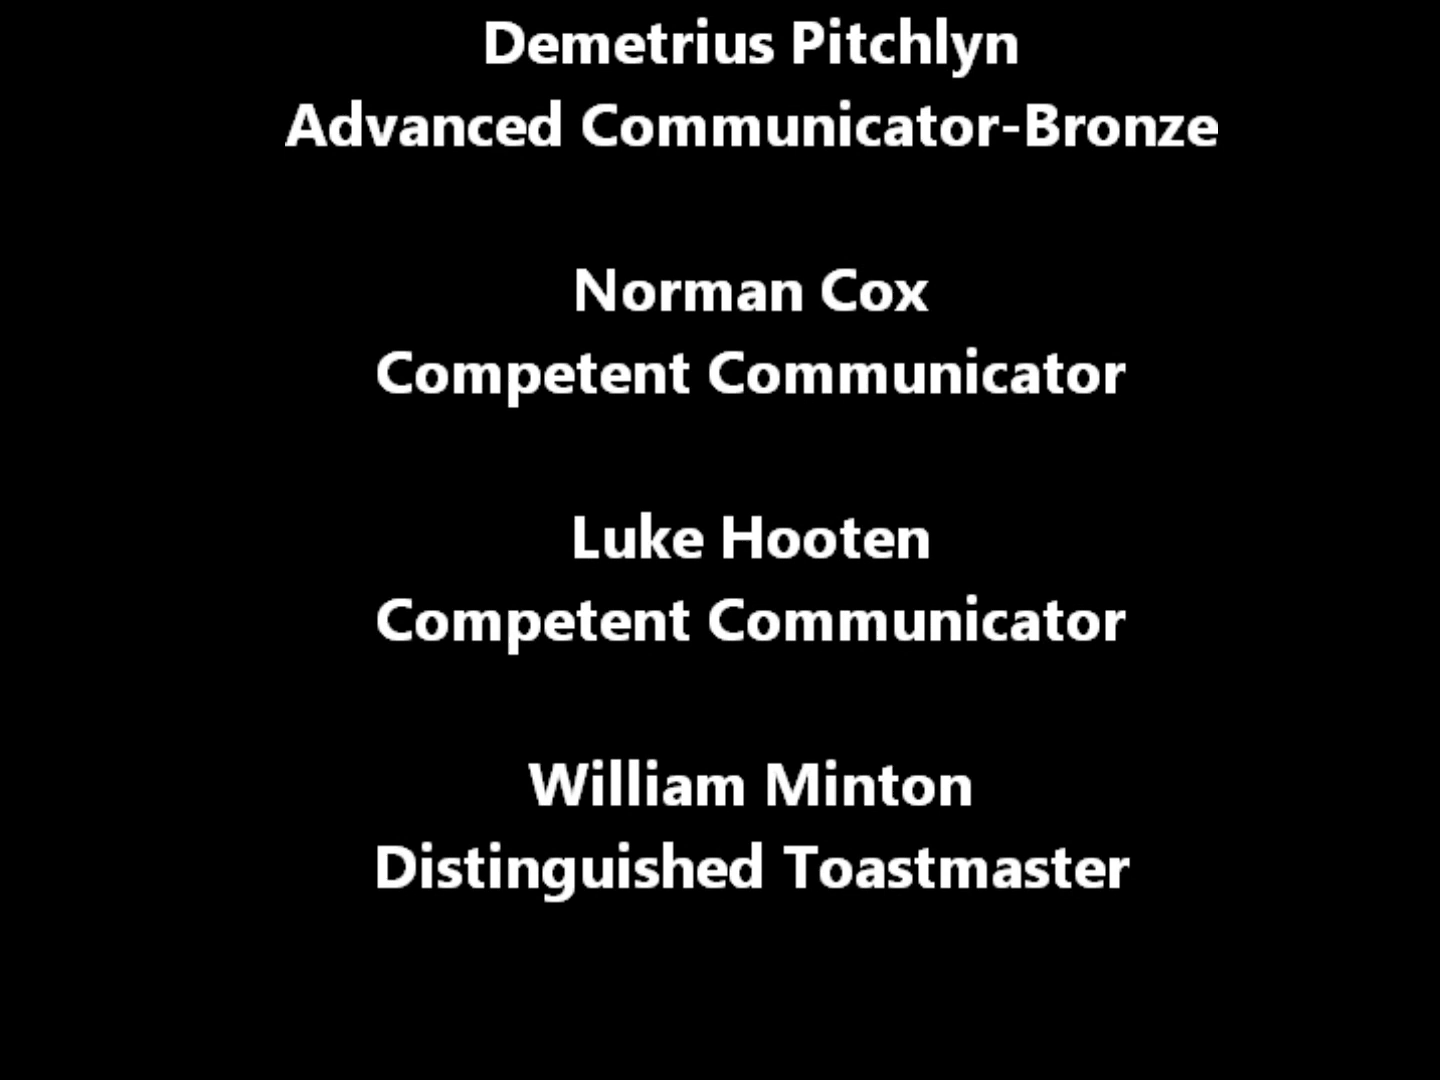 Demetrius Pitchlyn
Advanced Communicator-Bronze
Norman Cox
Competent Communicator
Luke Hooten
Competent Communicator
William Minton
Distinguished Toastmaster